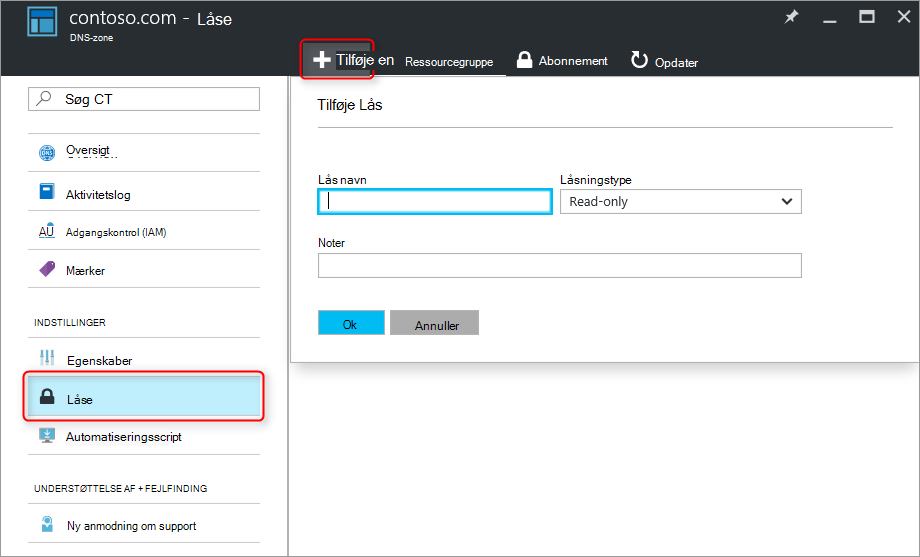 contoso.com - Låse
DNS-zone
Tilføje en Ressourcegruppe Abonnement Opdater
Søg CT
DNS
Oversigt
Aktivitetslog
Adgangskontrol (IAM)
Mærker
INDSTILLINGER
Egenskaber
Låse
Automatiseringsscript
UNDERSTØTTELSE AF + FEJLFINDING
Ny anmodning om support
Tilføje Lås
Lås navn Låsningstype
Read-only
Noter
Ok Annuller